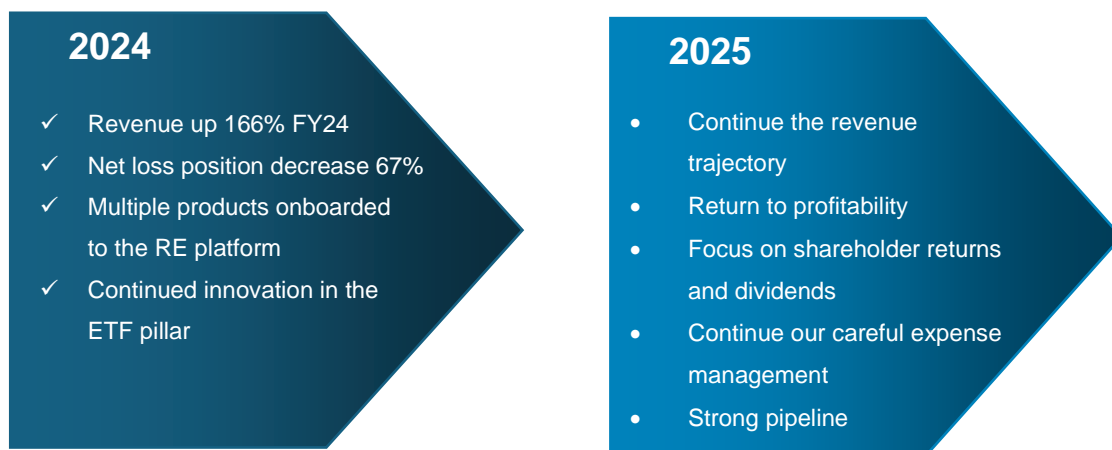 2024
✓ Revenue up 166% FY24
✓ Net loss position decrease 67%
✓ Multiple products onboarded
to the RE platform
✓ Continued innovation in the
ETF pillar
2025
• Continue the revenue
trajectory
• Return to profitability
• Focus on shareholder returns
and dividends
• Continue our careful expense
management
• Strong pipeline